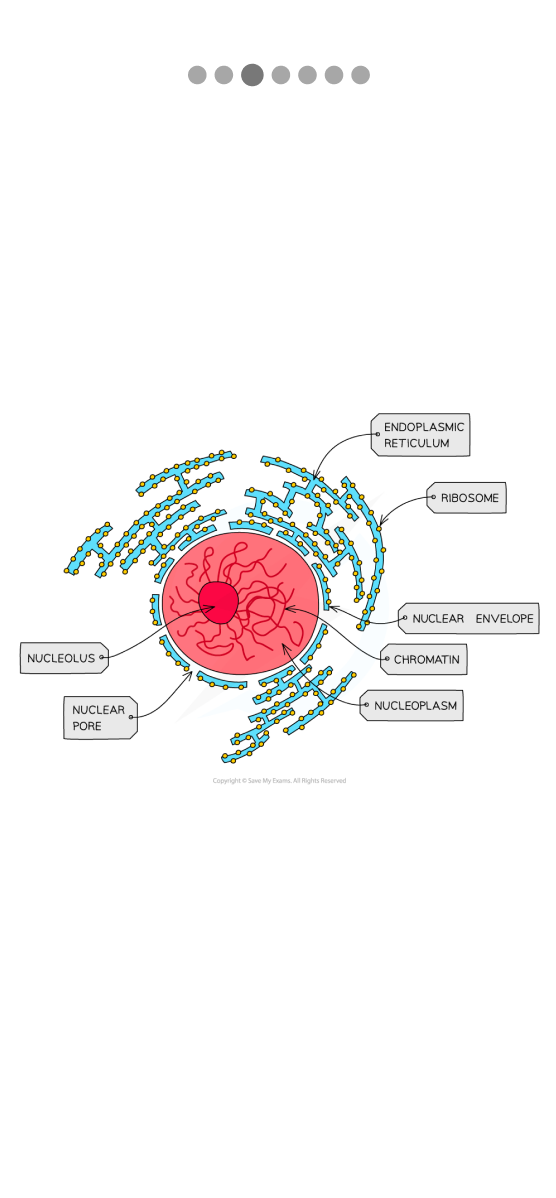 ENDOPLASMIC
RETICULUM
RIBOSOME
NUCLEAR ENVELOPE
NUCLEOLUS
CHROMATIN
NUCLEAR
PORE
NUCLEOPLASM
Copyright © Save My Exams. All Rights Reserved